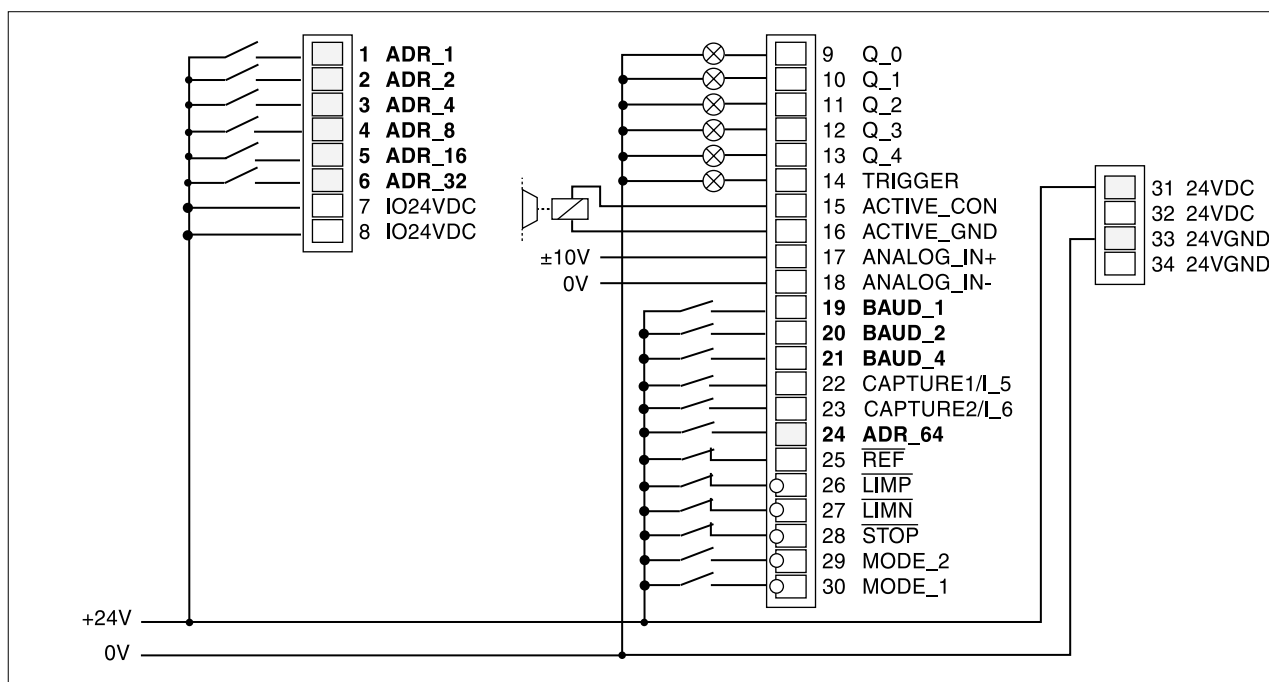 1 ADR_1
2 ADR_2
3 ADR_4
4 ADR_8
5 ADR_16
6 ADR_32
7 IO24VDC
8 IO24VDC
9 Q_0
10 Q_1
11 Q_2
12 Q_3
13 Q_4
14 TRIGGER
15 ACTIVE_CON
16 ACTIVE_GND
±10V 17 ANALOG_IN+
0V 18 ANALOG_IN-
19 BAUD_1
20 BAUD_2
21 BAUD_4
22 CAPTURE1/I_5
23 CAPTURE2/I_6
24 ADR_64
25 REF
26 LIMP
27 LIMN
28 STOP
29 MODE_2
30 MODE_1
31 24VDC
32 24VDC
33 24VGND
34 24VGND
+24V
0V